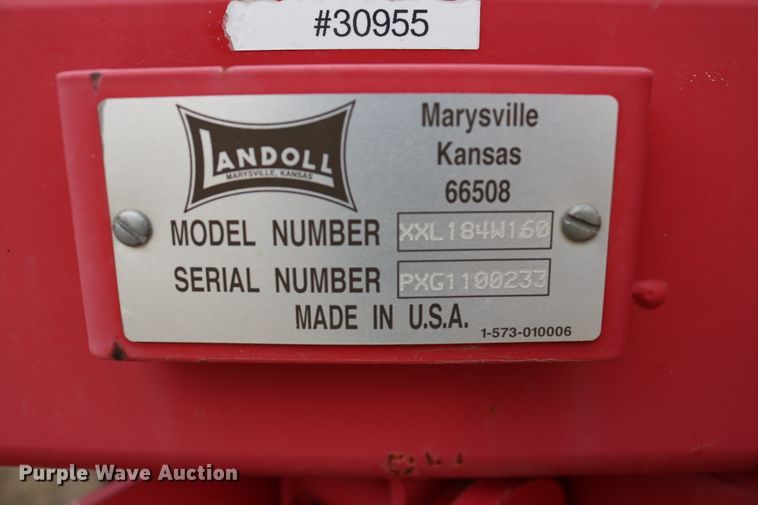 #30955
LANDOLL
MARYSVILLE, KANSAS
Marysville
Kansas
66508
MODEL NUMBER XXL184W160
SERIAL NUMBER PXG1100233
MADE IN U.S.A.
1-573-010006
Purple Wave Auction